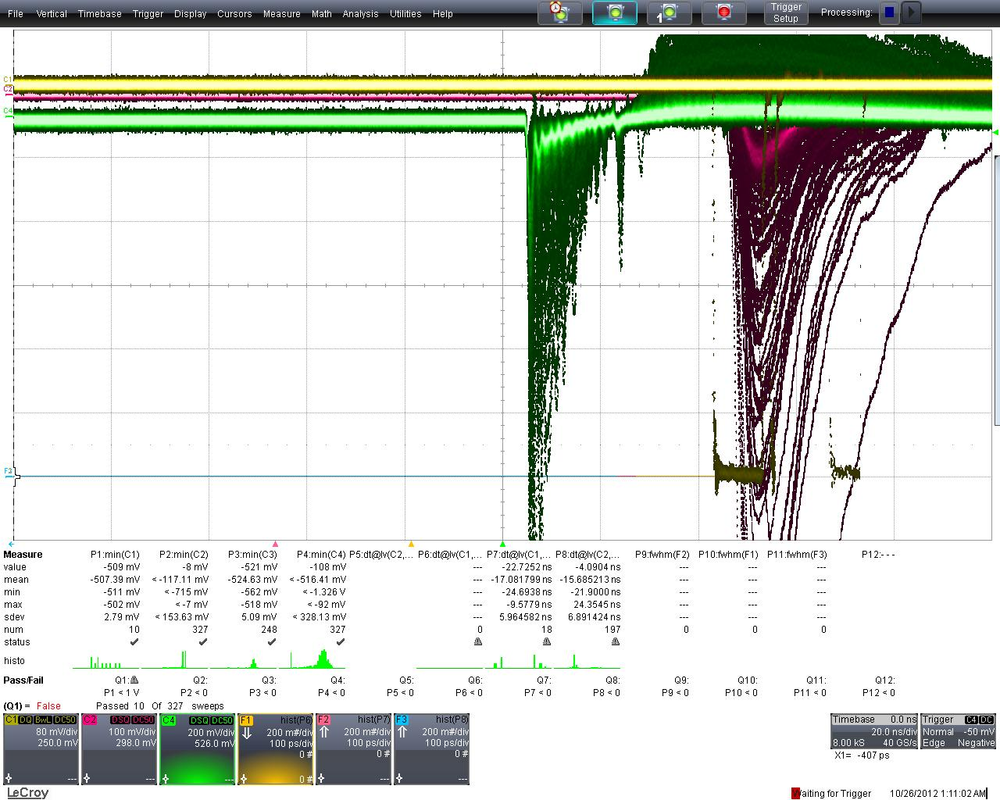 File Vertical Timebase Trigger Display Cursors Measure Math Analysis Utilities Help
1
Trigger Setup
Processing:
C1
C2
C4
F3
Measure P1:min(C1) P2:min(C2) P3:min(C3) P4:min(C4) P5:dt@lv(C2,... P6:dt@lv(C1,... P7:dt@lv(C1,... P8:dt@lv(C2,... P9:fwhm(F2) P10:fwhm(F1) P11:fwhm(F3) P12:- - -
value -509 mV -8 mV -521 mV -108 mV --- -22.7252 ns -4.0904 ns --- --- ---
mean -507.39 mV < -117.11 mV -524.63 mV < -516.41 mV --- -17.081799 ns -15.685213 ns --- --- ---
min -511 mV < -715 mV -562 mV < -1.326 V --- -24.6938 ns -21.9000 ns --- --- ---
max -502 mV < -7 mV -518 mV < -92 mV --- -9.5779 ns 24.3545 ns --- --- ---
sdev 2.79 mV < 153.63 mV 5.09 mV < 328.13 mV --- 5.964582 ns 6.891424 ns --- --- ---
num 10 327 248 327 0 18 197 0 0 0
status
histo
Pass/Fail Q1: Q2: Q3: Q4: Q5: Q6: Q7: Q8: Q9: Q10: Q11: Q12:
P1 < 1 V P2 < 0 P3 < 0 P4 < 0 P5 < 0 P6 < 0 P7 < 0 P8 < 0 P9 < 0 P10 < 0 P11 < 0 P12 < 0
(Q1) = False Passed 10 Of 327 sweeps
C1 DQ BwL DC50
80 mV/div
250.0 mV
---
C2 DSQ DC50
100 mV/div
298.0 mV
---
C4 DSQ DC50
200 mV/div
526.0 mV
---
F1 hist(P6)
200 m#/div
100 ps/div
0 #
0 #
F2 hist(P7)
200 m#/div
100 ps/div
0 #
---
F3 hist(P8)
200 m#/div
100 ps/div
0 #
---
Timebase 0.0 ns
20.0 ns/div
8.00 kS 40 GS/s
Trigger C4 DC
Normal -50 mV
Edge Negative
X1= -407 ps
LeCroy
Waiting for Trigger 10/26/2012 1:11:02 AM